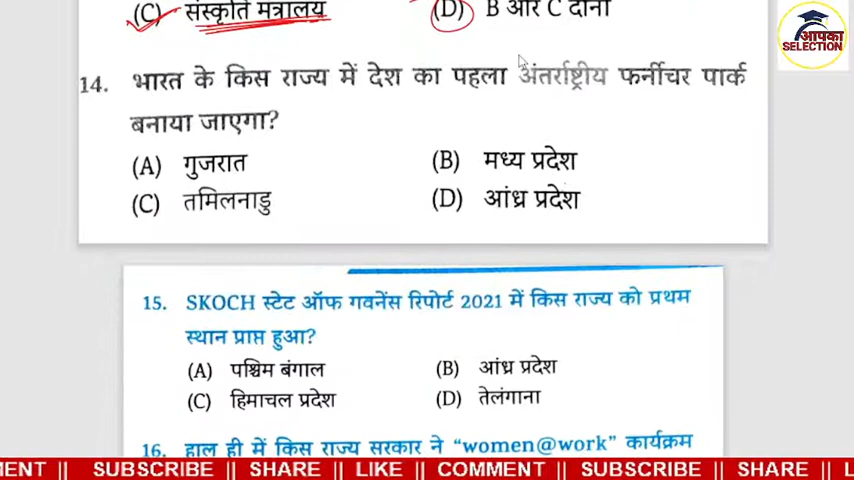 (C) संस्कृति मंत्रालय (D) B और C दोनों
आपका
SELECTION
14. भारत के किस राज्य में देश का पहला अंतर्राष्ट्रीय फर्नीचर पार्क
बनाया जाएगा?
(A) गुजरात (B) मध्य प्रदेश
(C) तमिलनाडु (D) आंध्र प्रदेश
15. SKOCH स्टेट ऑफ गवर्नेंस रिपोर्ट 2021 में किस राज्य को प्रथम
स्थान प्राप्त हुआ?
(A) पश्चिम बंगाल (B) आंध्र प्रदेश
(C) हिमाचल प्रदेश (D) तेलंगाना
16. हाल ही में किस राज्य सरकार ने “women@work” कार्यक्रम
MENT || SUBSCRIBE || SHARE || LIKE || COMMENT || SUBSCRIBE || SHARE || L